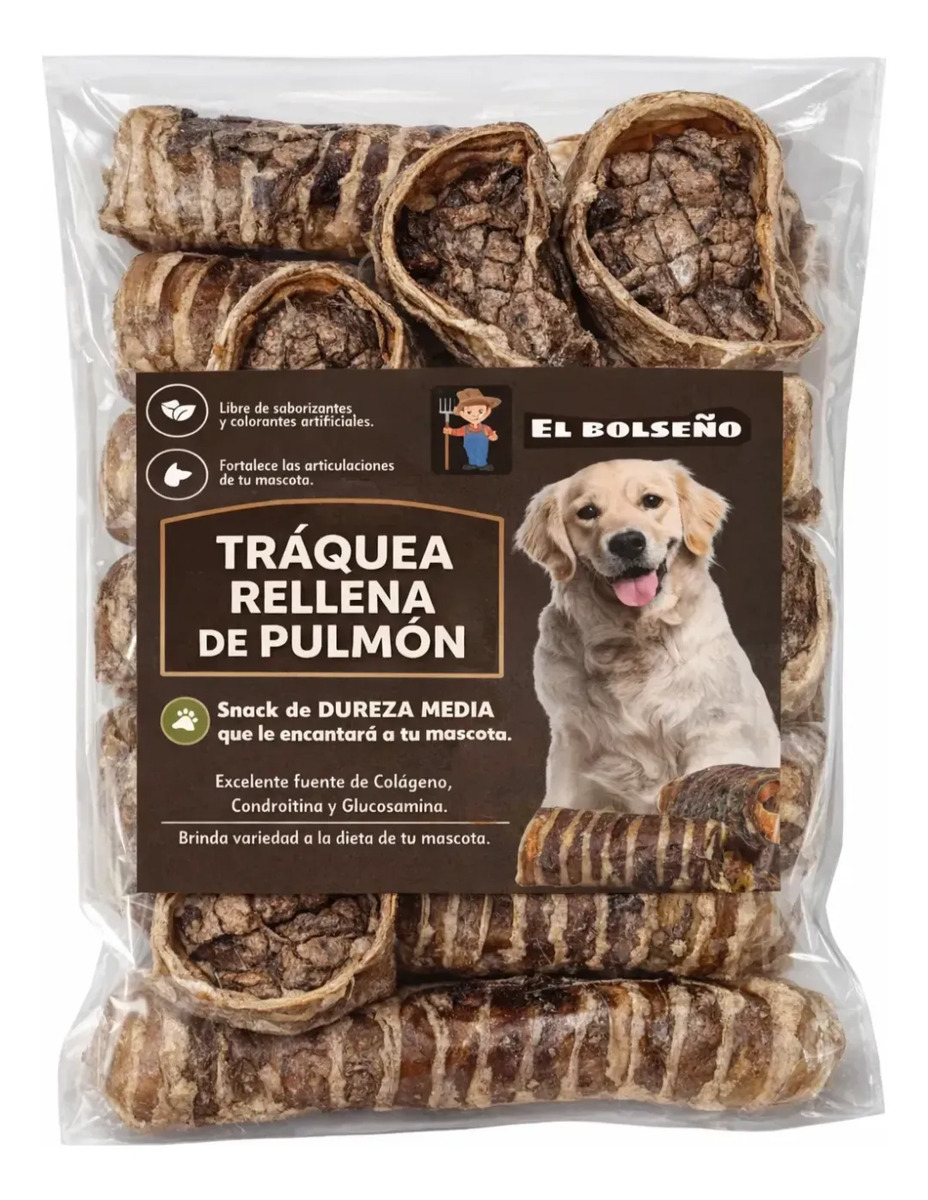 Libre de saborizantes
y colorantes artificiales.
Fortalece las articulaciones
de tu mascota.
EL BOLSEÑO
TRÁQUEA
RELLENA
DE PULMÓN
Snack de DUREZA MEDIA
que le encantará a tu mascota.
Excelente fuente de Colágeno,
Condroitina y Glucosamina.
Brinda variedad a la dieta de tu mascota.